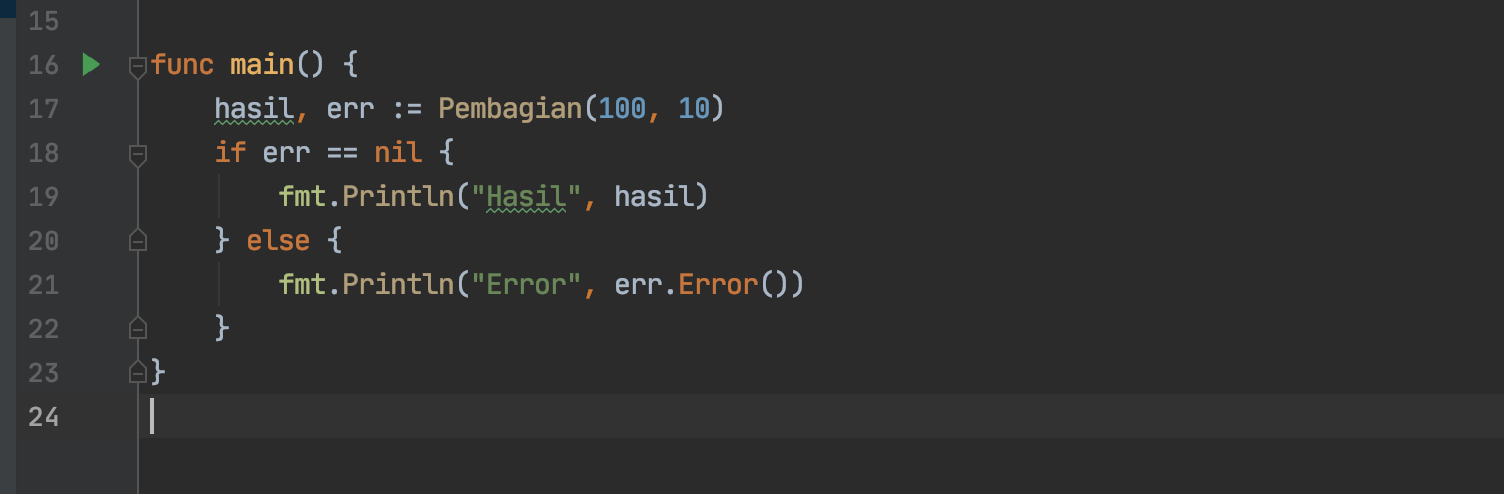 15
16 func main() {
17     hasil, err := Pembagian(100, 10)
18     if err == nil {
19         fmt.Println("Hasil", hasil)
20     } else {
21         fmt.Println("Error", err.Error())
22     }
23 }
24